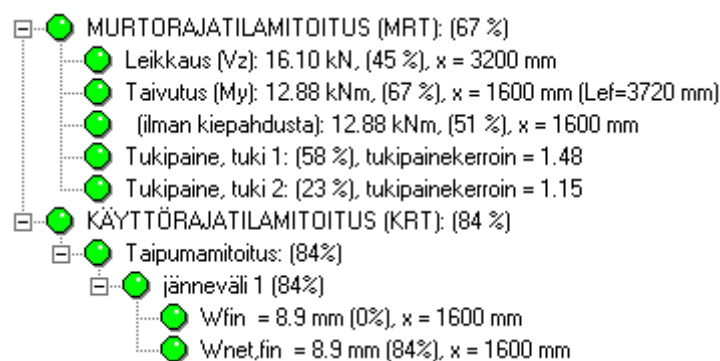 MURTORAJATILAMITOITUS (MRT): (67 %)
Leikkaus (Vz): 16.10 kN, (45 %), x = 3200 mm
Taivutus (My): 12.88 kNm, (67 %), x = 1600 mm (Lef=3720 mm)
(ilman kiepahdusta): 12.88 kNm, (51 %), x = 1600 mm
Tukipaine, tuki 1: (58 %), tukipainekerroin = 1.48
Tukipaine, tuki 2: (23 %), tukipainekerroin = 1.15
KÄYTTÖRAJATILAMITOITUS (KRT): (84 %)
Taipumamitoitus: (84%)
jänneväli 1 (84%)
Wfin = 8.9 mm (0%), x = 1600 mm
Wnet,fin = 8.9 mm (84%), x = 1600 mm